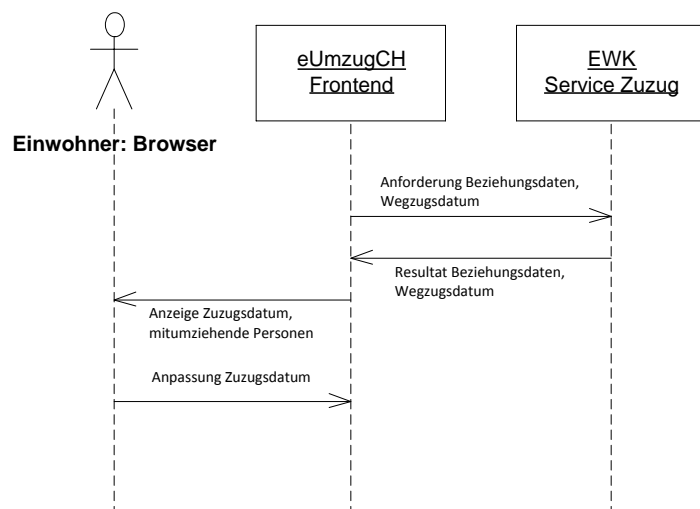 eUmzugCH
Frontend
EWK
Service Zuzug
Einwohner: Browser
Anforderung Beziehungsdaten,
Wegzugsdatum
Resultat Beziehungsdaten,
Wegzugsdatum
Anzeige Zuzugsdatum,
mitumziehende Personen
Anpassung Zuzugsdatum